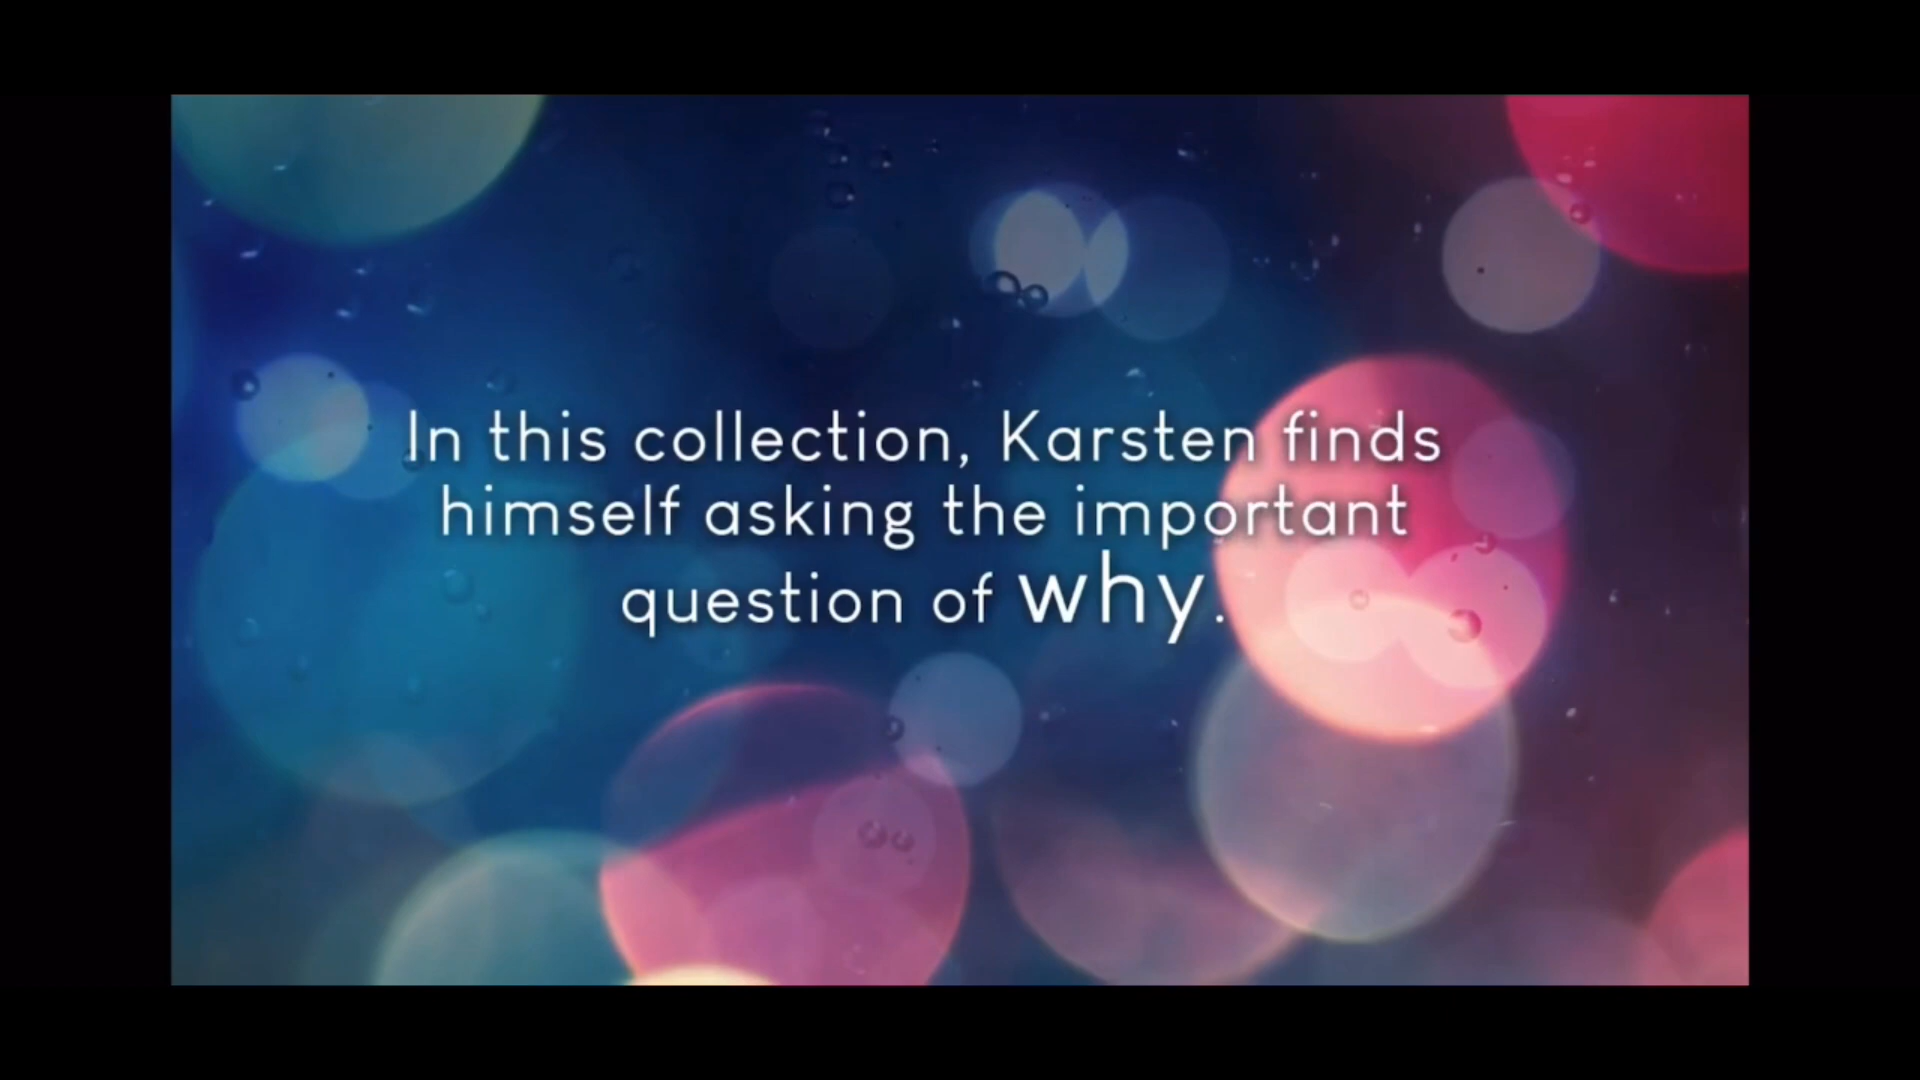 In this collection, Karsten finds
himself asking the important
question of why.